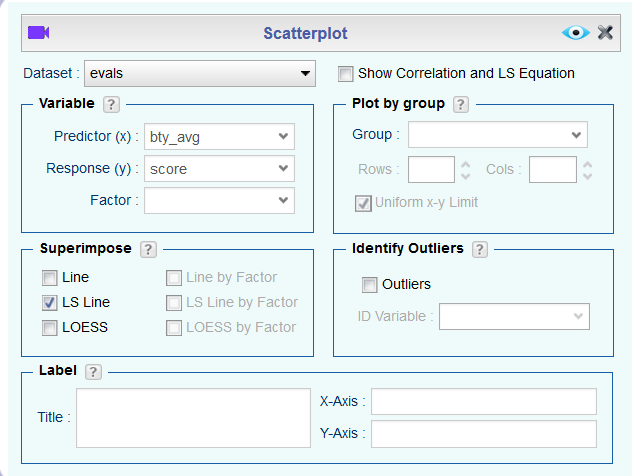 Scatterplot
Dataset : evals
Show Correlation and LS Equation
Variable ?
Predictor (x) : bty_avg
Response (y) : score
Factor :
Plot by group ?
Group :
Rows : Cols :
Uniform x-y Limit
Superimpose ?
Line Line by Factor
LS Line LS Line by Factor
LOESS LOESS by Factor
Identify Outliers ?
Outliers
ID Variable :
Label ?
Title :
X-Axis :
Y-Axis :